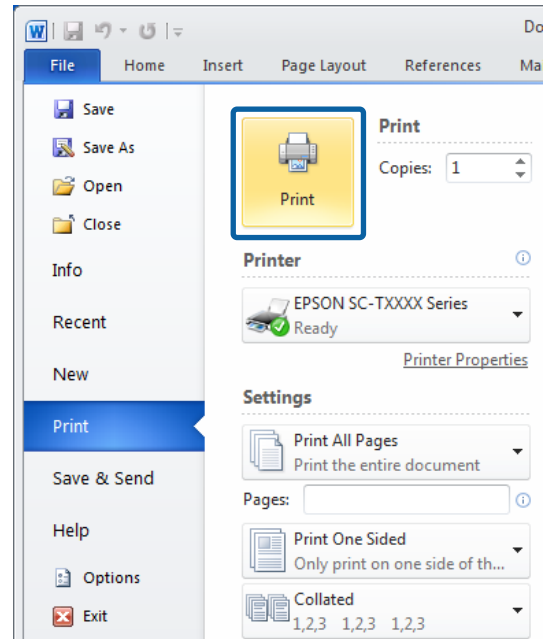 W
Do
File Home Insert Page Layout References Ma
Save
Save As
Open
Close
Info
Recent
New
Print
Save & Send
Help
Options
Exit
Print
Print
Copies: 1
Printer
EPSON SC-TXXXX Series
Ready
Printer Properties
Settings
Print All Pages
Print the entire document
Pages:
Print One Sided
Only print on one side of th...
Collated
1,2,3 1,2,3 1,2,3